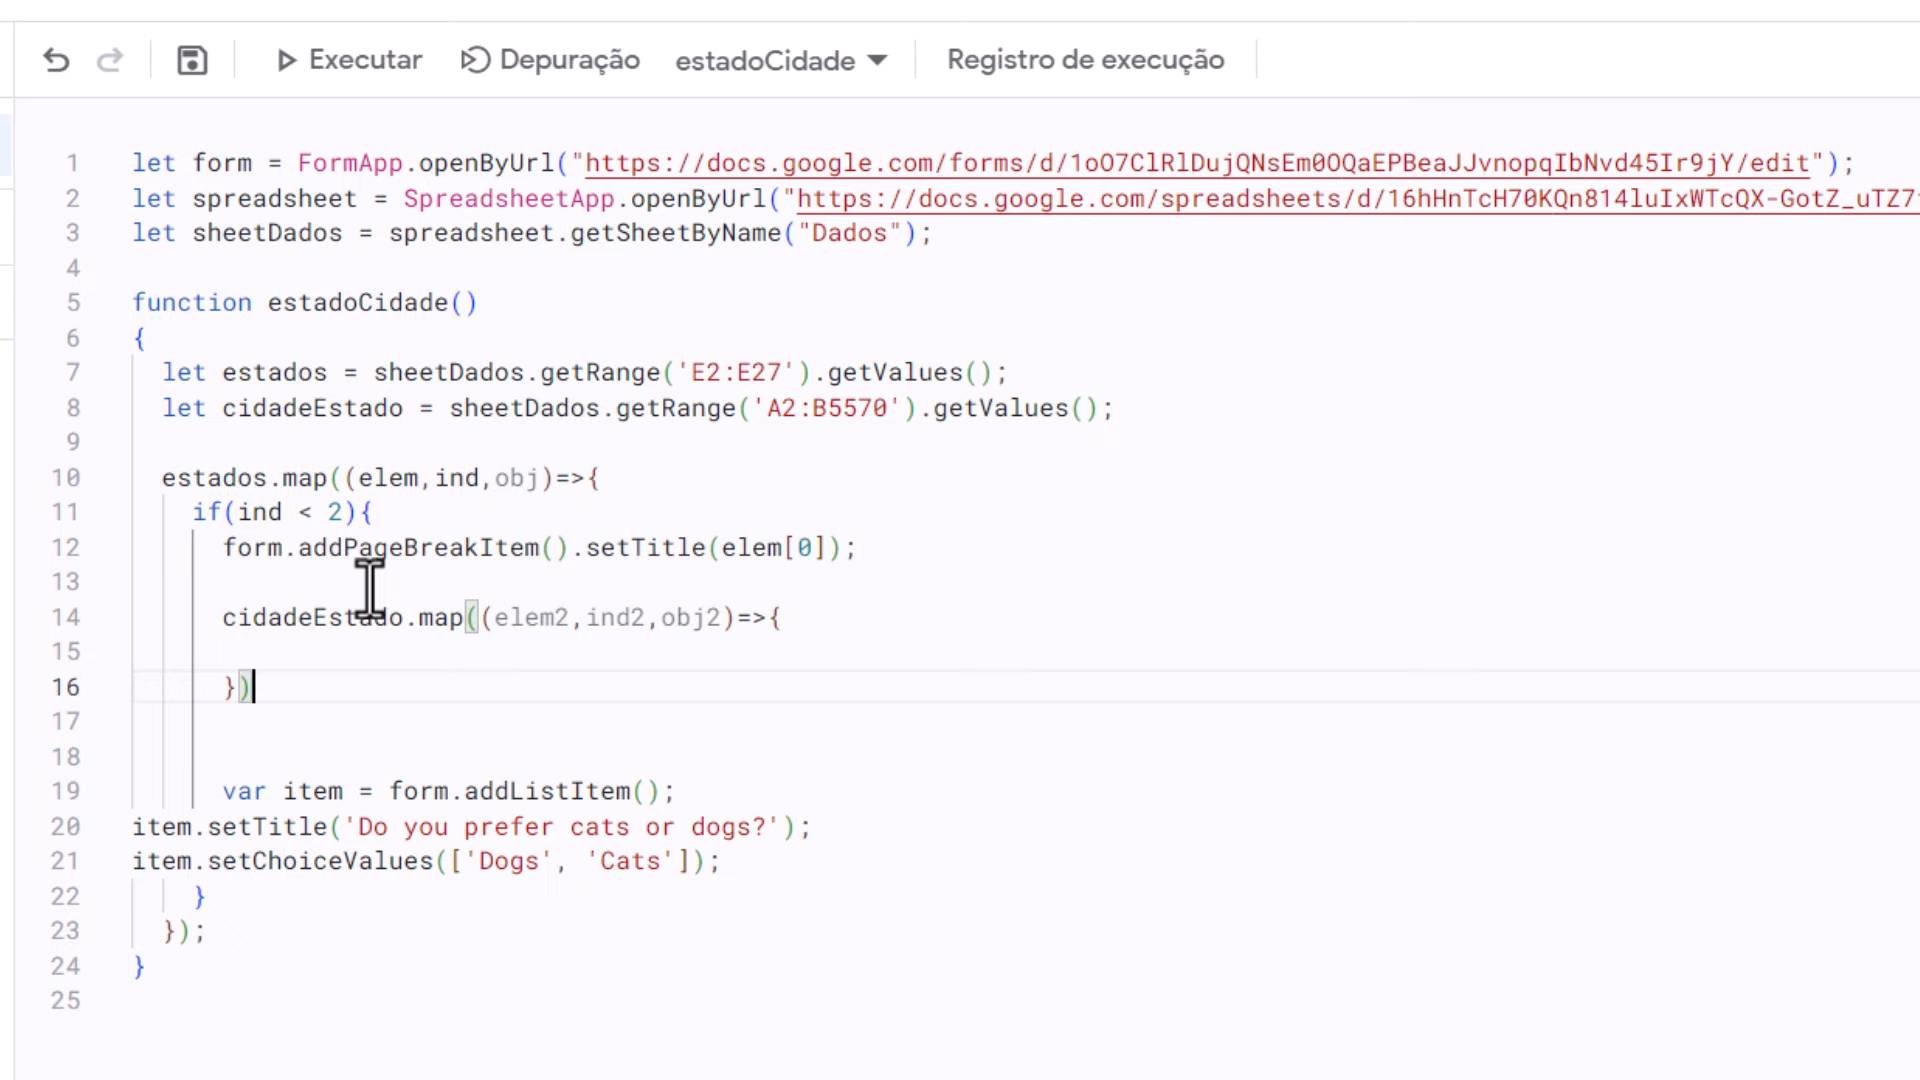 Executar Depuração estadoCidade Registro de execução
1 let form = FormApp.openByUrl("https://docs.google.com/forms/d/1oO7ClRlDujQNsEm0OQaEPBeaJJvnopqIbNvd45Ir9jY/edit");
2 let spreadsheet = SpreadsheetApp.openByUrl("https://docs.google.com/spreadsheets/d/16hHnTcH70KQn814luIxWTcQX-GotZ_uTZ7
3 let sheetDados = spreadsheet.getSheetByName("Dados");
4
5 function estadoCidade()
6 {
7 let estados = sheetDados.getRange('E2:E27').getValues();
8 let cidadeEstado = sheetDados.getRange('A2:B5570').getValues();
9
10 estados.map((elem,ind,obj)=>{
11 if(ind < 2){
12 form.addPageBreakItem().setTitle(elem[0]);
13
14 cidadeEstado.map((elem2,ind2,obj2)=>{
15
16 })
17
18
19 var item = form.addListItem();
20 item.setTitle('Do you prefer cats or dogs?');
21 item.setChoiceValues(['Dogs', 'Cats']);
22 }
23 });
24 }
25